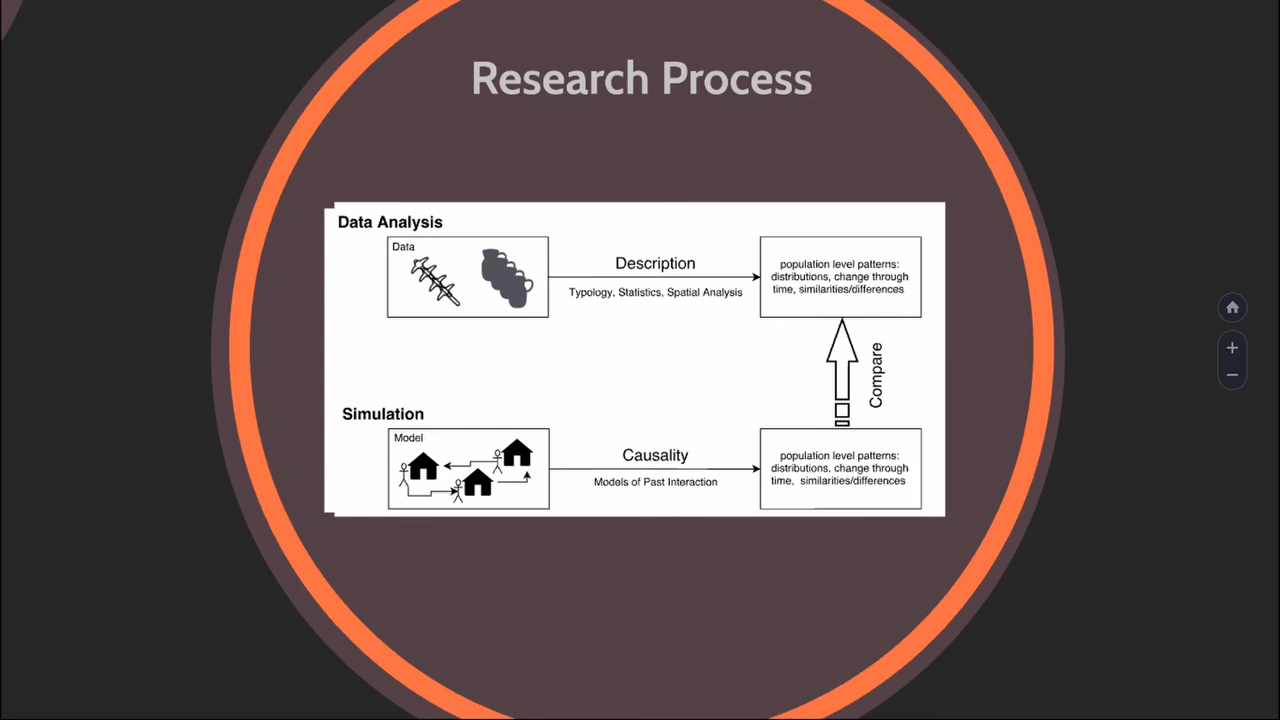 Research Process
Data Analysis
Data
Description
Typology, Statistics, Spatial Analysis
population level patterns:
distributions, change through
time, similarities/differences
Compare
Simulation
Model
Causality
Models of Past Interaction
population level patterns:
distributions, change through
time, similarities/differences